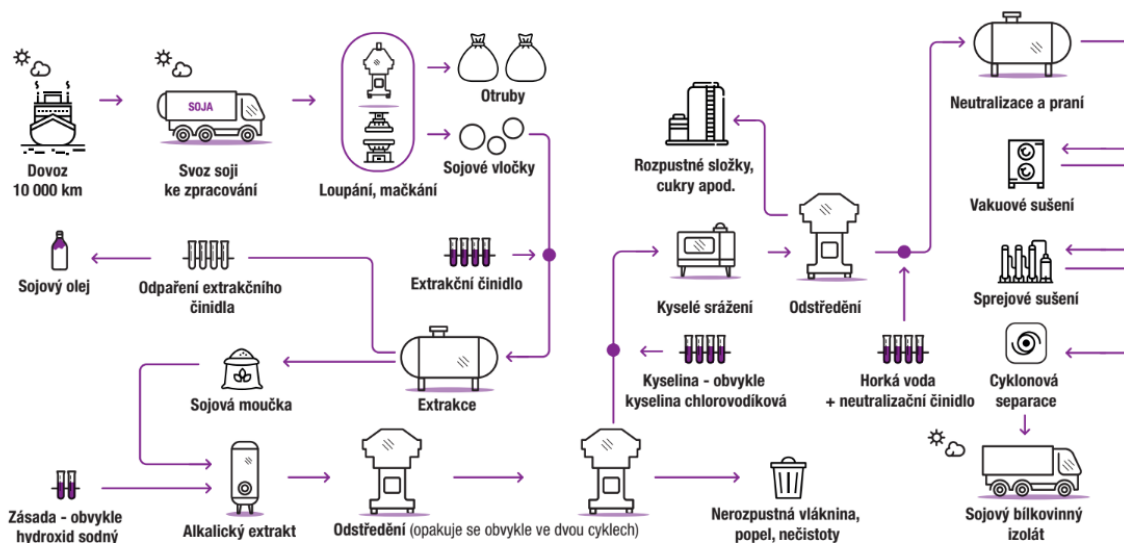 SOJA
Dovoz
10 000 km
Svoz soji
ke zpracování
Loupání, mačkání
Otruby
Sojové vločky
Rozpustné složky,
cukry apod.
Neutralizace a praní
Vakuové sušení
Sojový olej
Odpaření extrakčního
činidla
Extrakční činidlo
Kyselé srážení
Odstředění
Sprejové sušení
Sojová moučka
Extrakce
Kyselina - obvykle
kyselina chlorovodíková
Horká voda
+ neutralizační činidlo
Cyklonová
separace
Zásada - obvykle
hydroxid sodný
Alkalický extrakt
Odstředění (opakuje se obvykle ve dvou cyklech)
Nerozpustná vláknina,
popel, nečistoty
Sojový bílkovinný
izolát